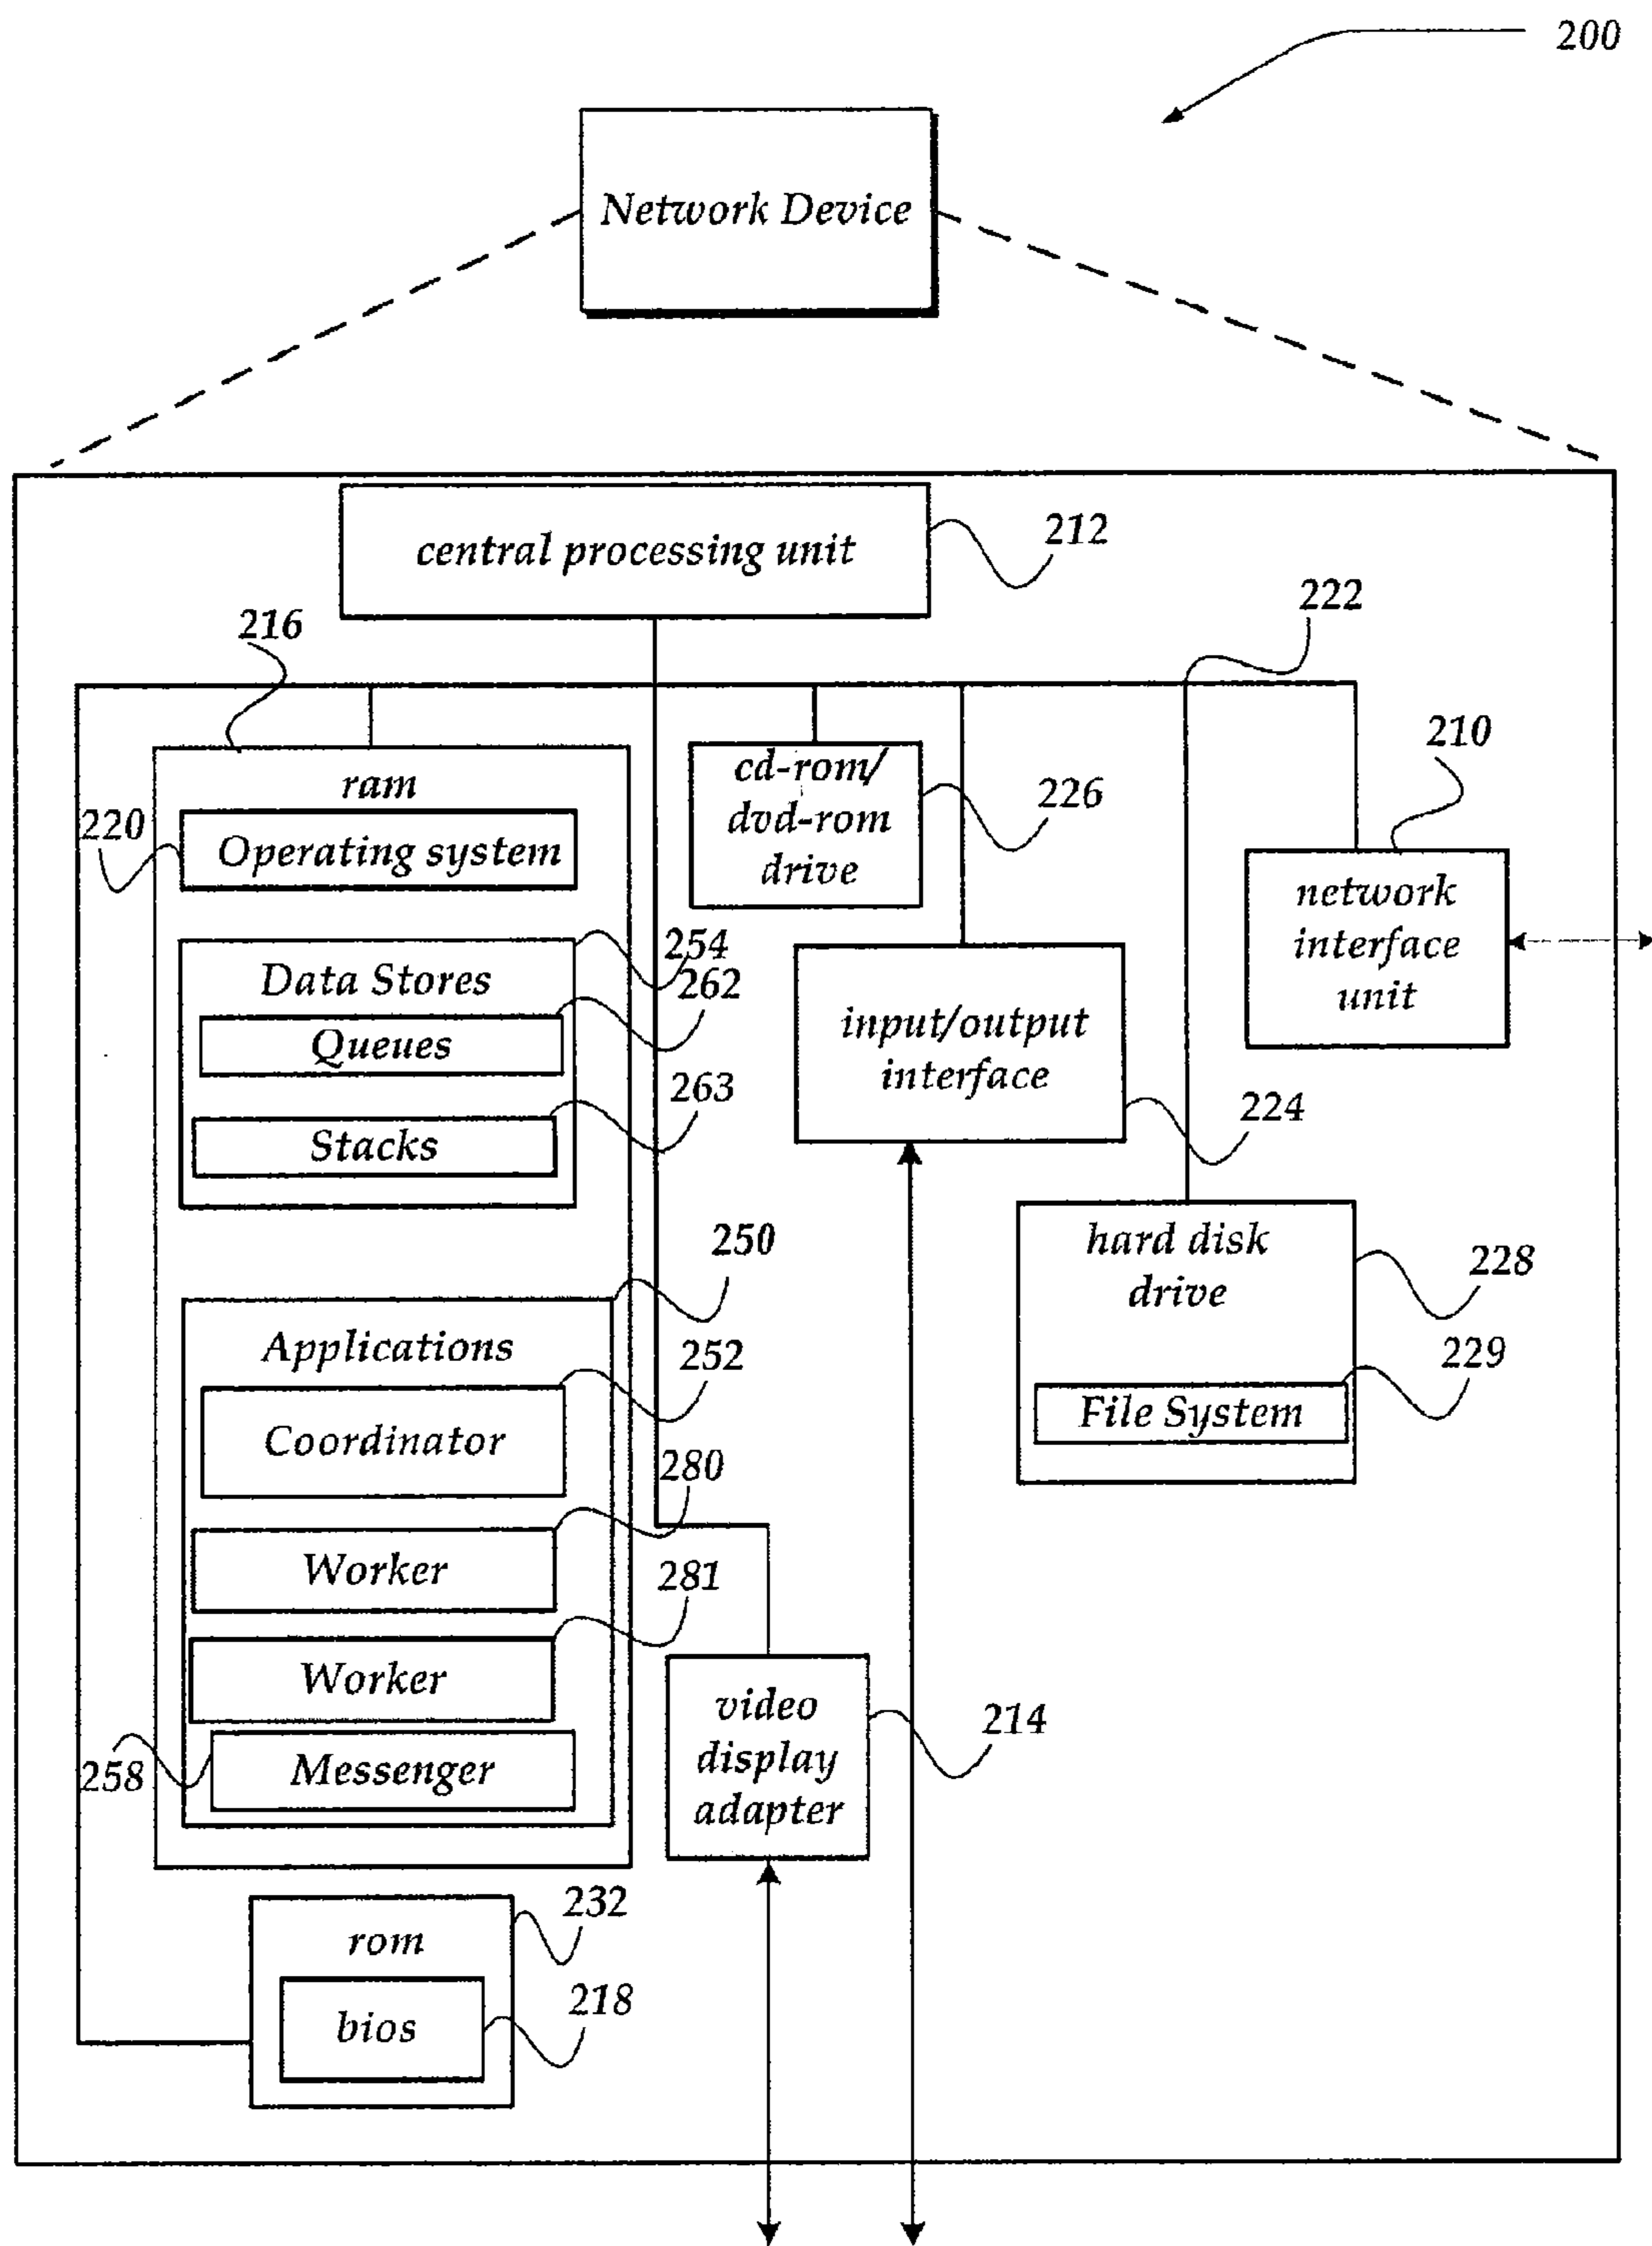 200
Network Device
central processing unit
212
222
216
210
ram
cd-rom/
dvd-rom
drive
226
220
Operating system
network
interface
unit
254
Data Stores
262
Queues
input/output
interface
263
Stacks
224
250
hard disk
drive
228
Applications
252
229
Coordinator
File System
280
Worker
281
Worker
video
display
adapter
214
258
Messenger
232
rom
218
bios